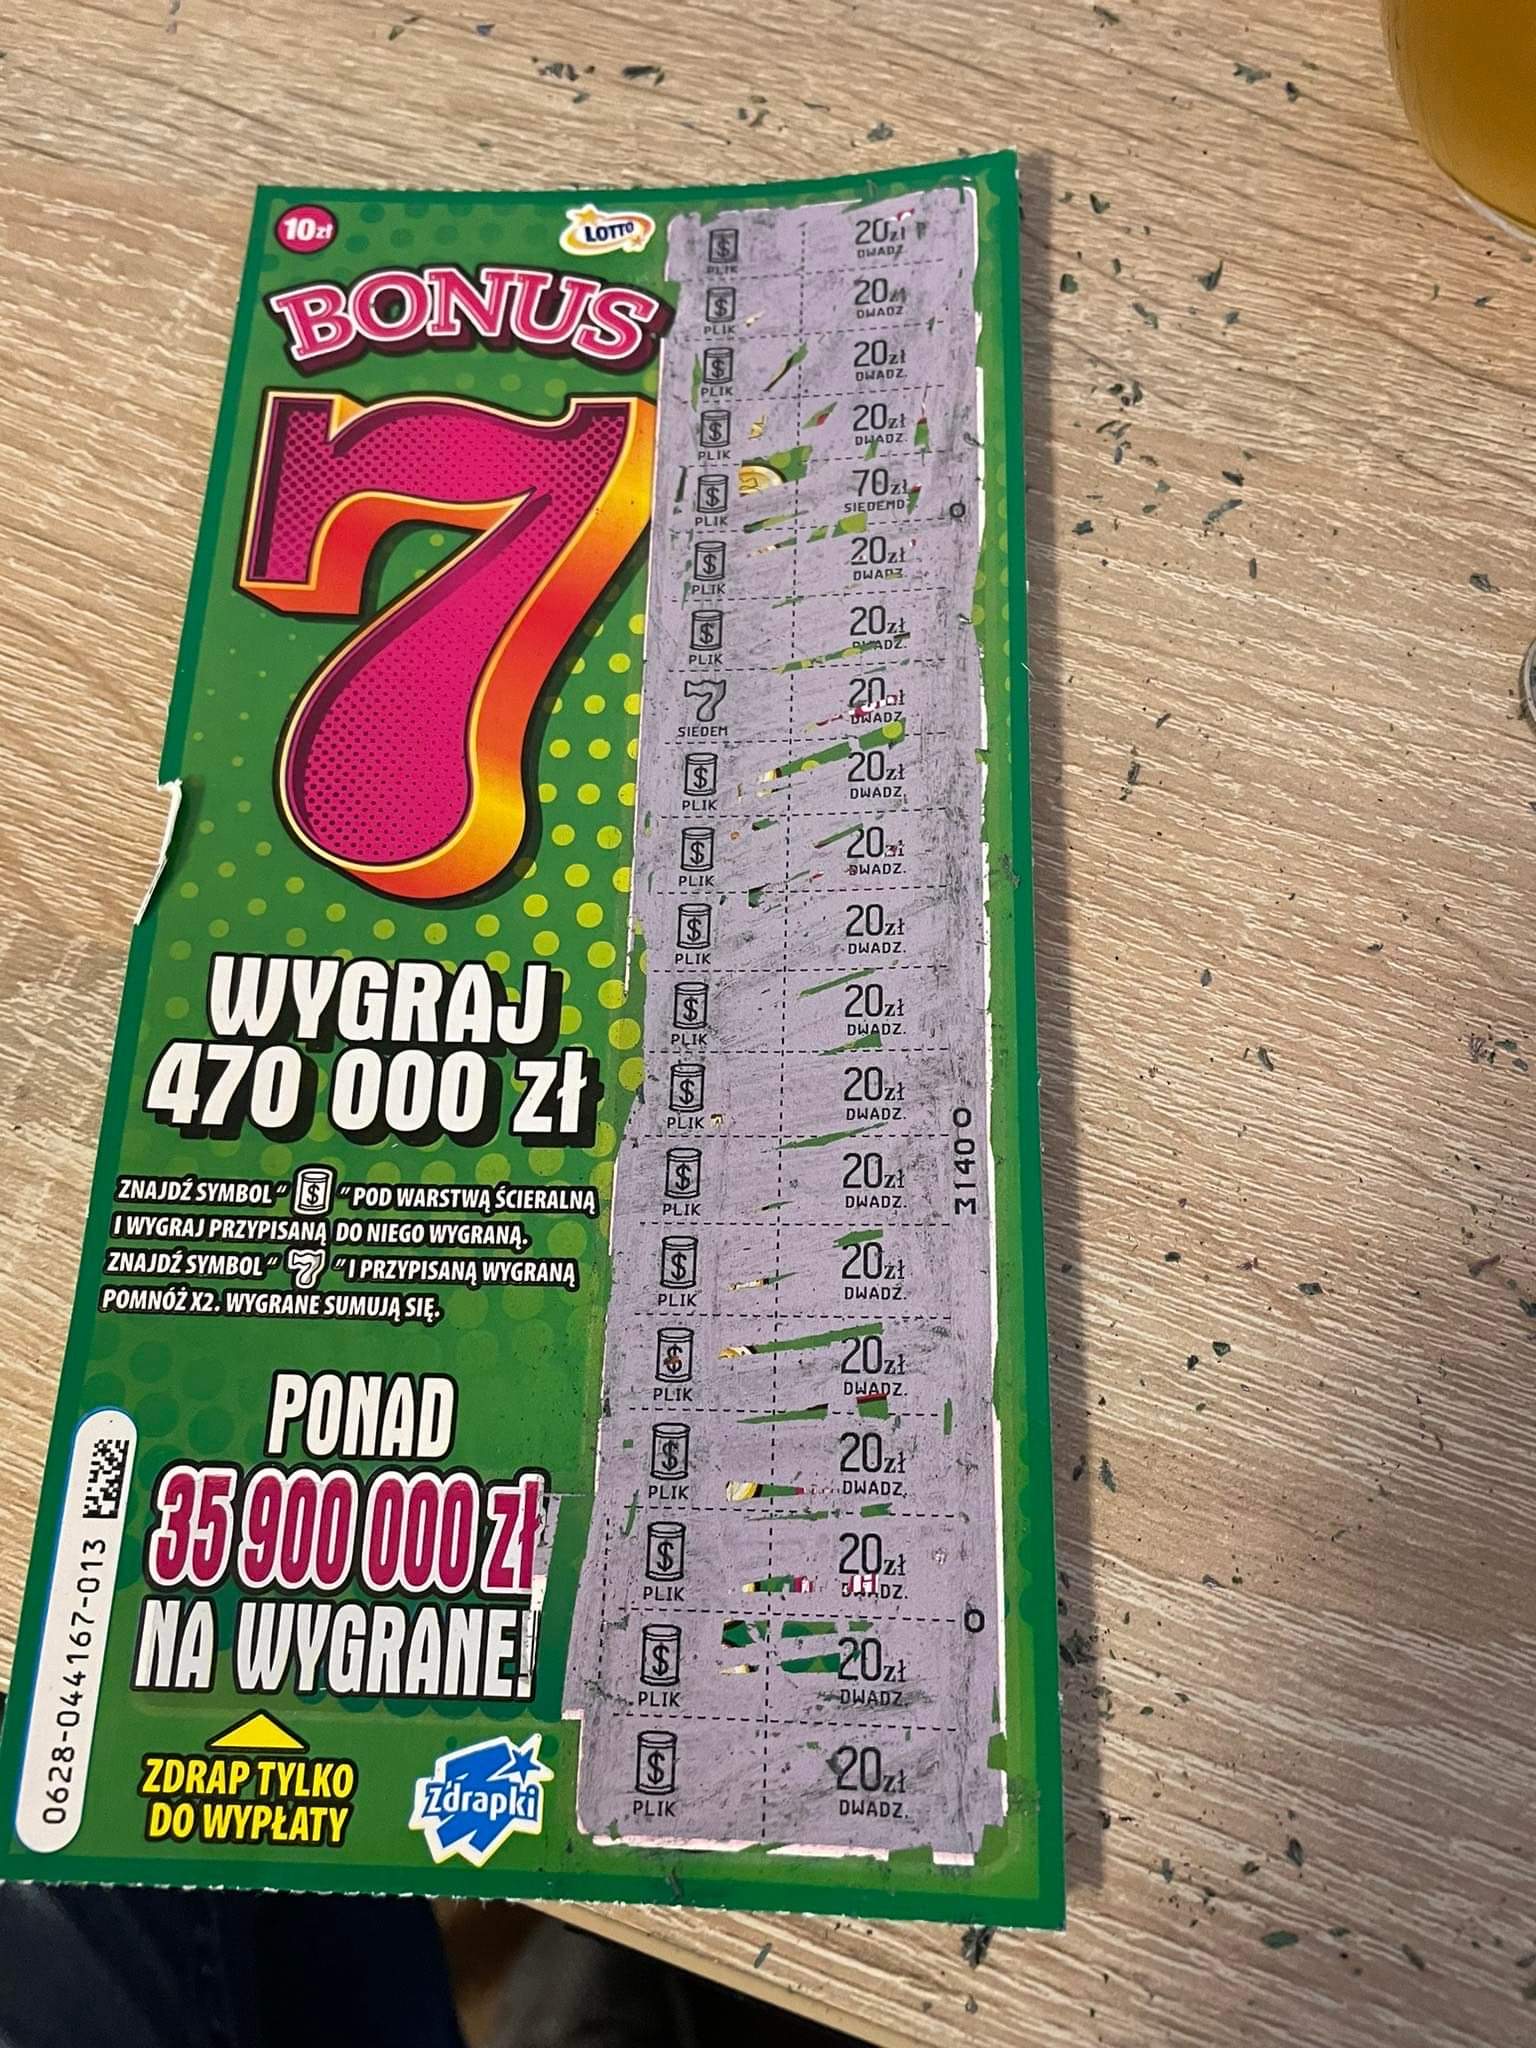 10zł
LOTTO
BONUS
7
WYGRAJ
470 000 zł
ZNAJDŹ SYMBOL “ $ ” POD WARSTWĄ ŚCIERALNĄ
I WYGRAJ PRZYPISANĄ DO NIEGO WYGRANĄ.
ZNAJDŹ SYMBOL “ 7 ” I PRZYPISANĄ WYGRANĄ
POMNÓŻ X2. WYGRANE SUMUJĄ SIĘ.
PONAD
35 900 000 zł
NA WYGRANE!
ZDRAP TYLKO
DO WYPŁATY
Zdrapki
0628-044167-013
$ 20zł
PLIK DWADZ.
$ 20zł
PLIK DWADZ.
$ 20zł
PLIK DWADZ.
$ 20zł
PLIK DWADZ.
$ 70zł
PLIK SIEDEMD
$ 20zł
PLIK DWADZ.
$ 20zł
PLIK DWADZ.
7 20zł
SIEDEM DWADZ
$ 20zł
PLIK DWADZ.
$ 20zł
PLIK DWADZ.
$ 20zł
PLIK DWADZ.
$ 20zł
PLIK DWADZ.
$ 20zł
PLIK DWADZ.
$ 20zł
PLIK DWADZ.
$ 20zł
PLIK DWADZ.
$ 20zł
PLIK DWADZ.
$ 20zł
PLIK DWADZ.
$ 20zł
PLIK DWADZ.
$ 20zł
PLIK DWADZ.
$ 20zł
PLIK DWADZ.
O
M140 O
O